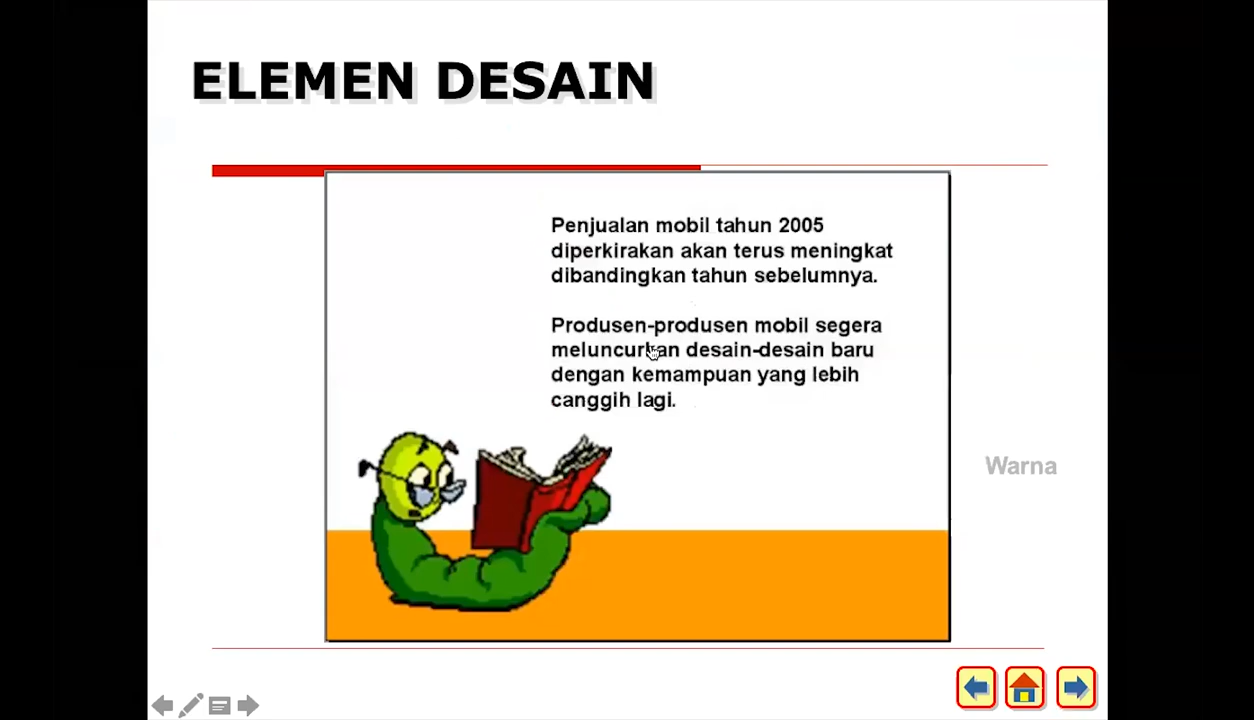 ELEMEN DESAIN
Penjualan mobil tahun 2005
diperkirakan akan terus meningkat
dibandingkan tahun sebelumnya.
Produsen-produsen mobil segera
meluncurkan desain-desain baru
dengan kemampuan yang lebih
canggih lagi.
Warna